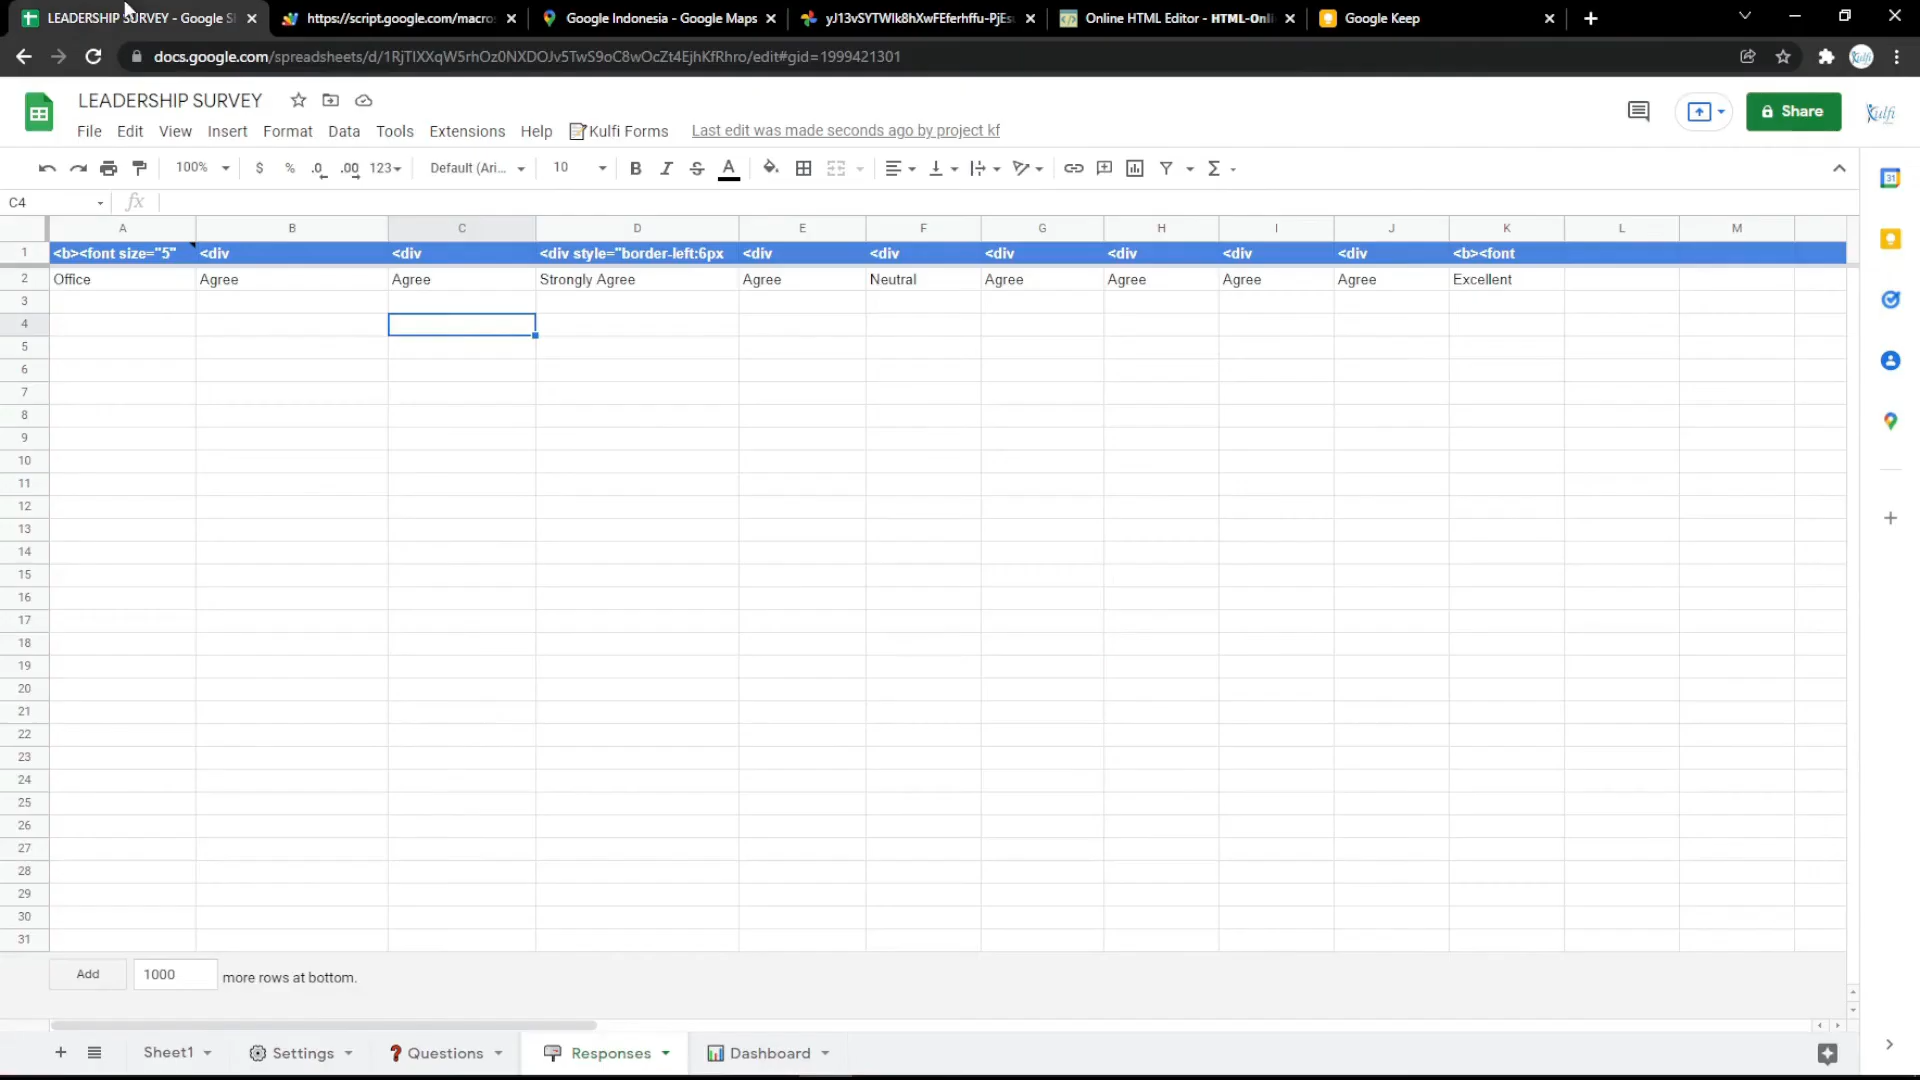 LEADERSHIP SURVEY - Google S
https://script.google.com/macro
Google Indonesia - Google Maps
Online HTML Editor - HTML-Onli
Google Keep
docs.google.com/spreadsheets/d/1RjTIXXqW5rhOz0NXDOJv5TwS9oC8wOcZt4EjhKfRhro/edit#gid=1999421301
LEADERSHIP SURVEY
Share
Kulfi
File Edit View Insert Format Data Tools Extensions Help Kulfi Forms Last edit was made seconds ago by project kf
100% $ % .0 .00 123 Default (Ari... 10 B I S A Σ
31
C4 fx
A B C D E F G H I J K L M
1 <b><font size="5" <div <div <div style="border-left:6px <div <div <div <div <div <div <b><font
2 Office Agree Agree Strongly Agree Agree Neutral Agree Agree Agree Agree Excellent
3
4
5
6
7
8
9
10
11
12
13
14
15
16
17
18
19
20
21
22
23
24
25
26
27
28
29
30
31
Add 1000 more rows at bottom.
Sheet1 Settings Questions Responses Dashboard